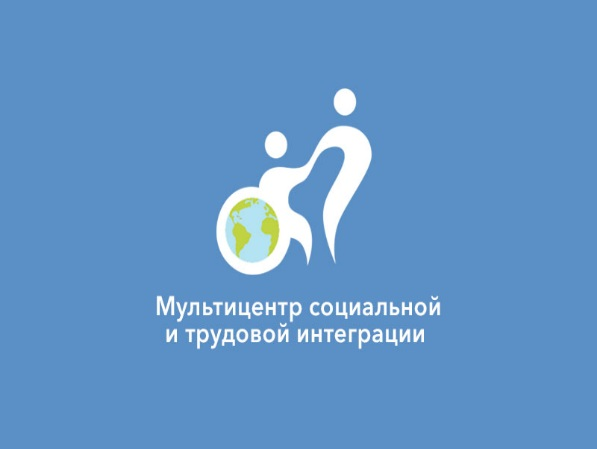 Мультицентр социальной
и трудовой интеграции